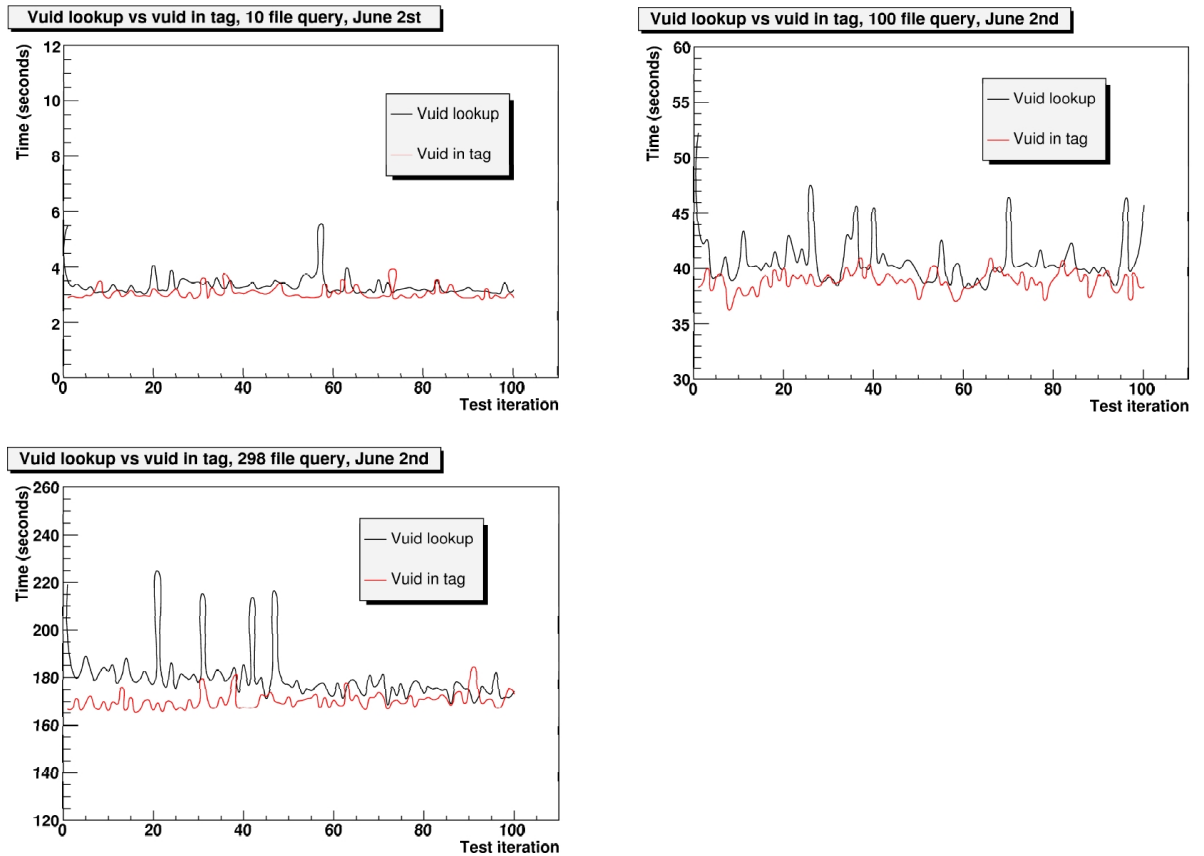 Vuid lookup vs vuid in tag, 10 file query, June 2st
Time (seconds)
12
10
8
6
4
2
0
0 20 40 60 80 100
Test iteration
Vuid lookup
Vuid in tag
Vuid lookup vs vuid in tag, 100 file query, June 2nd
Time (seconds)
60
55
50
45
40
35
30
0 20 40 60 80 100
Test iteration
Vuid lookup
Vuid in tag
Vuid lookup vs vuid in tag, 298 file query, June 2nd
Time (seconds)
260
240
220
200
180
160
140
120
0 20 40 60 80 100
Test iteration
Vuid lookup
Vuid in tag